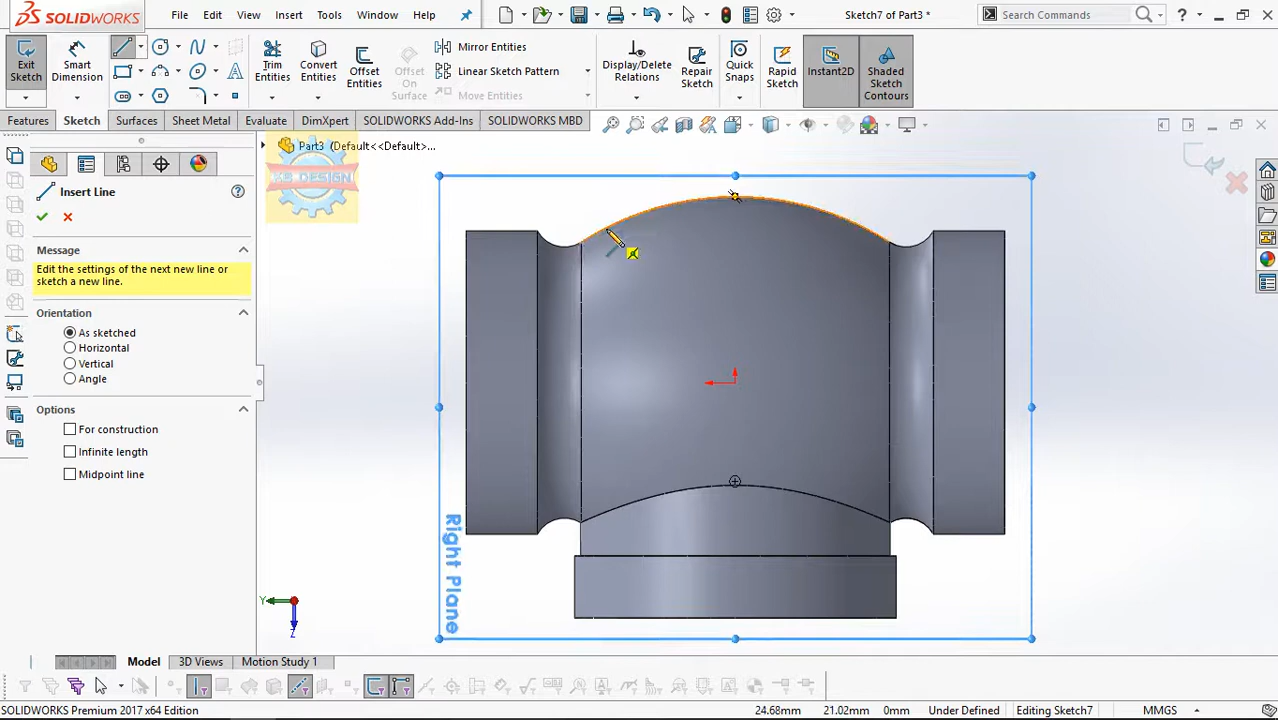 SOLIDWORKS
File
Edit
View
Insert
Tools
Window
Help
Sketch7 of Part3 *
Search Commands
Exit Sketch
Smart Dimension
Trim Entities
Convert Entities
Offset Entities
Offset On Surface
Mirror Entities
Linear Sketch Pattern
Move Entities
Display/Delete Relations
Repair Sketch
Quick Snaps
Rapid Sketch
Instant2D
Shaded Sketch Contours
Features
Sketch
Surfaces
Sheet Metal
Evaluate
DimXpert
SOLIDWORKS Add-Ins
SOLIDWORKS MBD
Part3 (Default<<Default>...
Insert Line
Message
Edit the settings of the next new line or
sketch a new line.
Orientation
As sketched
Horizontal
Vertical
Angle
Options
For construction
Infinite length
Midpoint line
Right Plane
Y
Z
Model
3D Views
Motion Study 1
SOLIDWORKS Premium 2017 x64 Edition
24.68mm
21.02mm
0mm
Under Defined
Editing Sketch7
MMGS